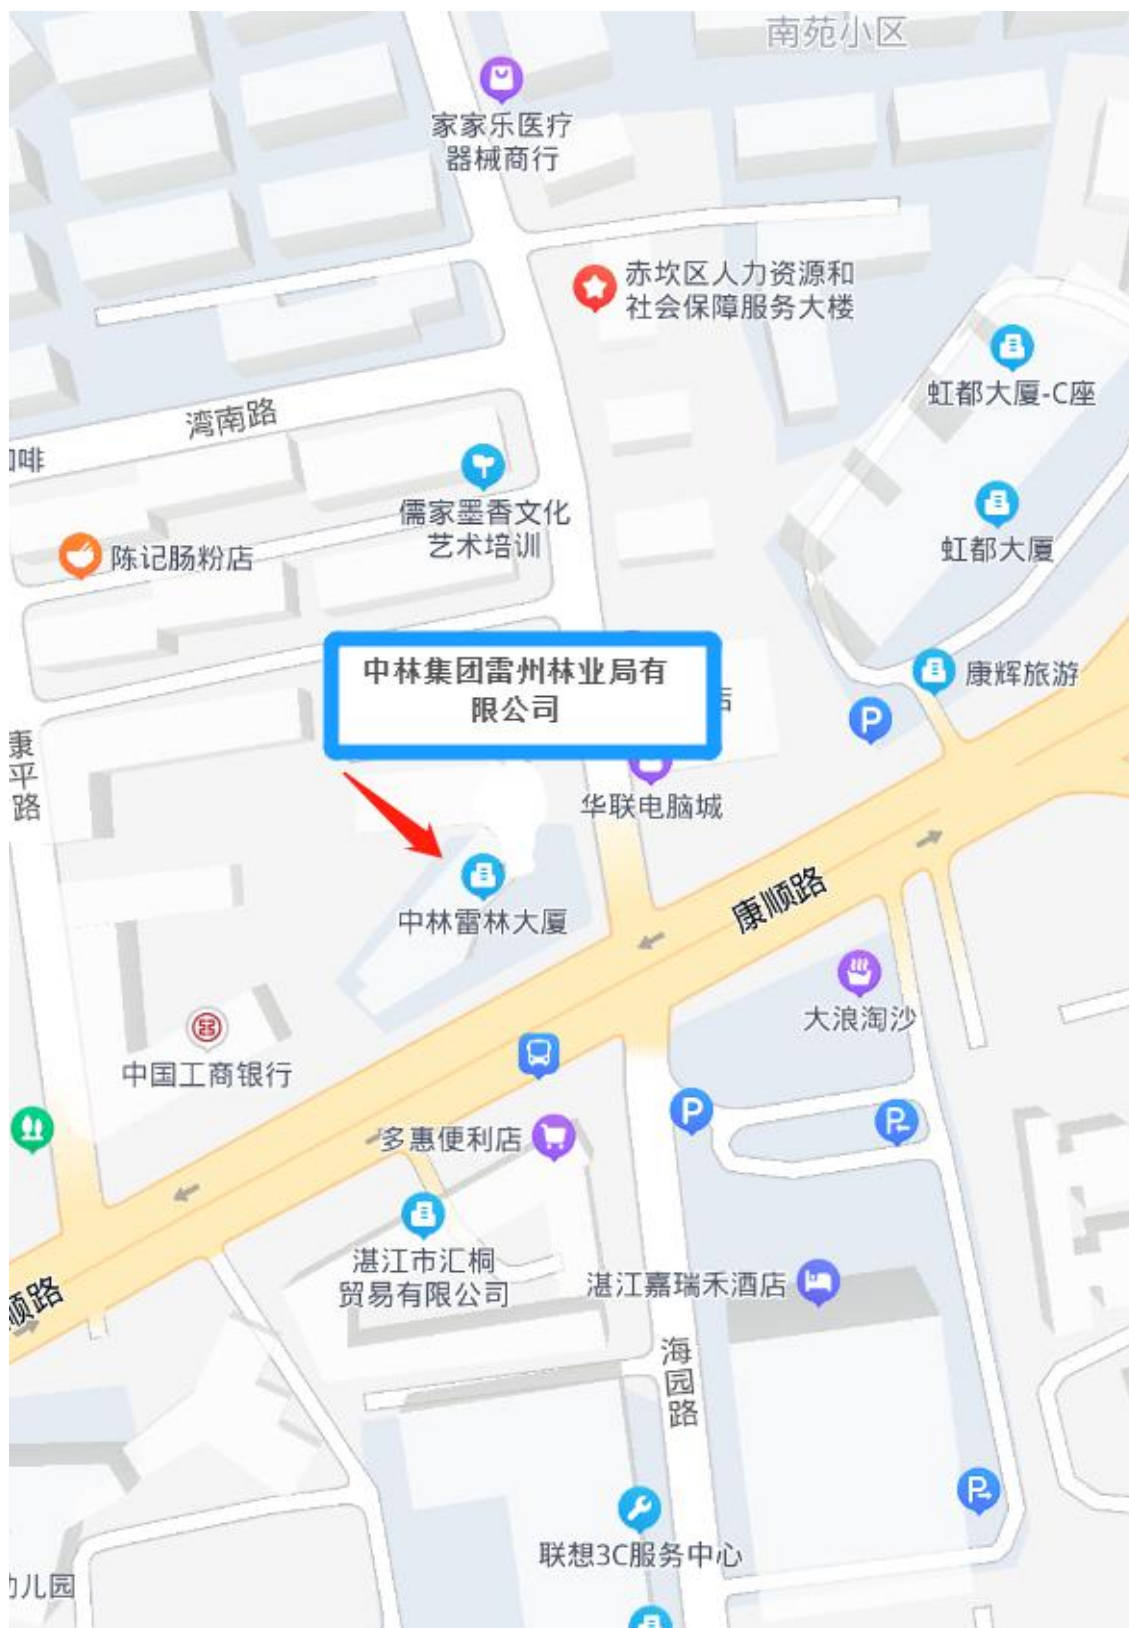 南苑小区
家家乐医疗
器械商行
赤坎区人力资源和
社会保障服务大楼
虹都大厦-C座
湾南路
啡
儒家墨香文化
艺术培训
虹都大厦
陈记肠粉店
中林集团雷州林业局有
限公司
康辉旅游
P
店
康平路
华联电脑城
康顺路
中林雷林大厦
大浪淘沙
中国工商银行
P
P
多惠便利店
湛江市汇桐
贸易有限公司
湛江嘉瑞禾酒店
顺路
海园路
P
联想3C服务中心
儿园